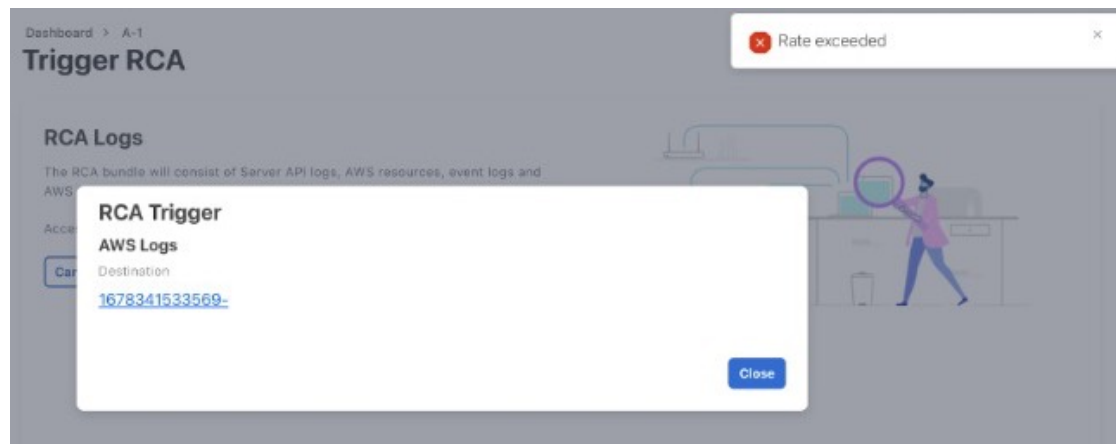 Dashboard > A-1
Trigger RCA
Rate exceeded
RCA Logs
The RCA bundle will consist of Server API logs, AWS resources, event logs and
AWS
Acce
Car
RCA Trigger
AWS Logs
Destination
1678341533569-
Close